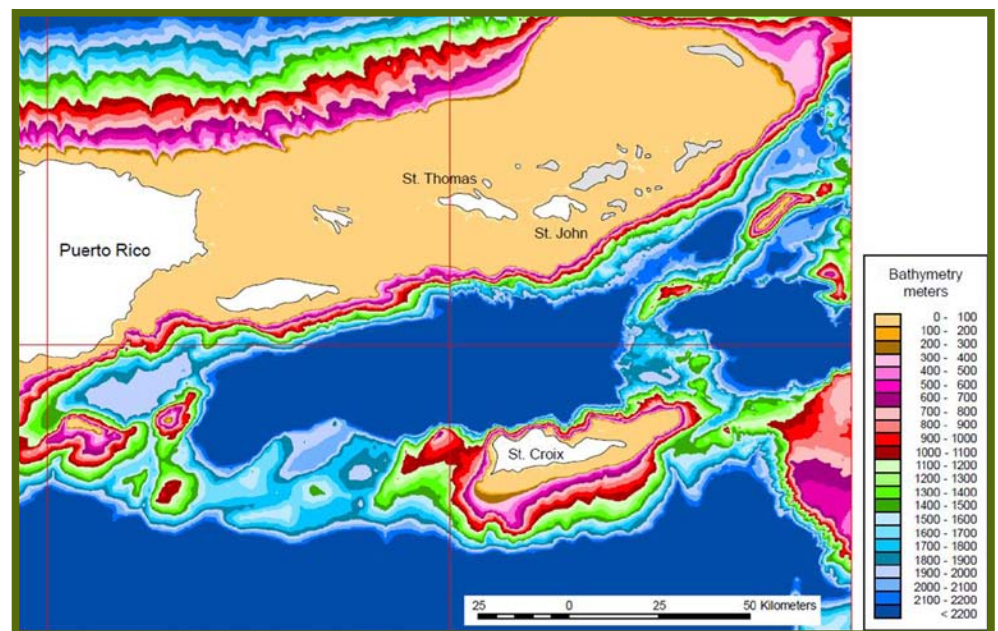 St. Thomas
St. John
Puerto Rico
St. Croix
25 0 25 50 Kilometers
Bathymetry
meters
0 - 100
100 - 200
200 - 300
300 - 400
400 - 500
500 - 600
600 - 700
700 - 800
800 - 900
900 - 1000
1000 - 1100
1100 - 1200
1200 - 1300
1300 - 1400
1400 - 1500
1500 - 1600
1600 - 1700
1700 - 1800
1800 - 1900
1900 - 2000
2100 - 2100
2100 - 2200
< 2200